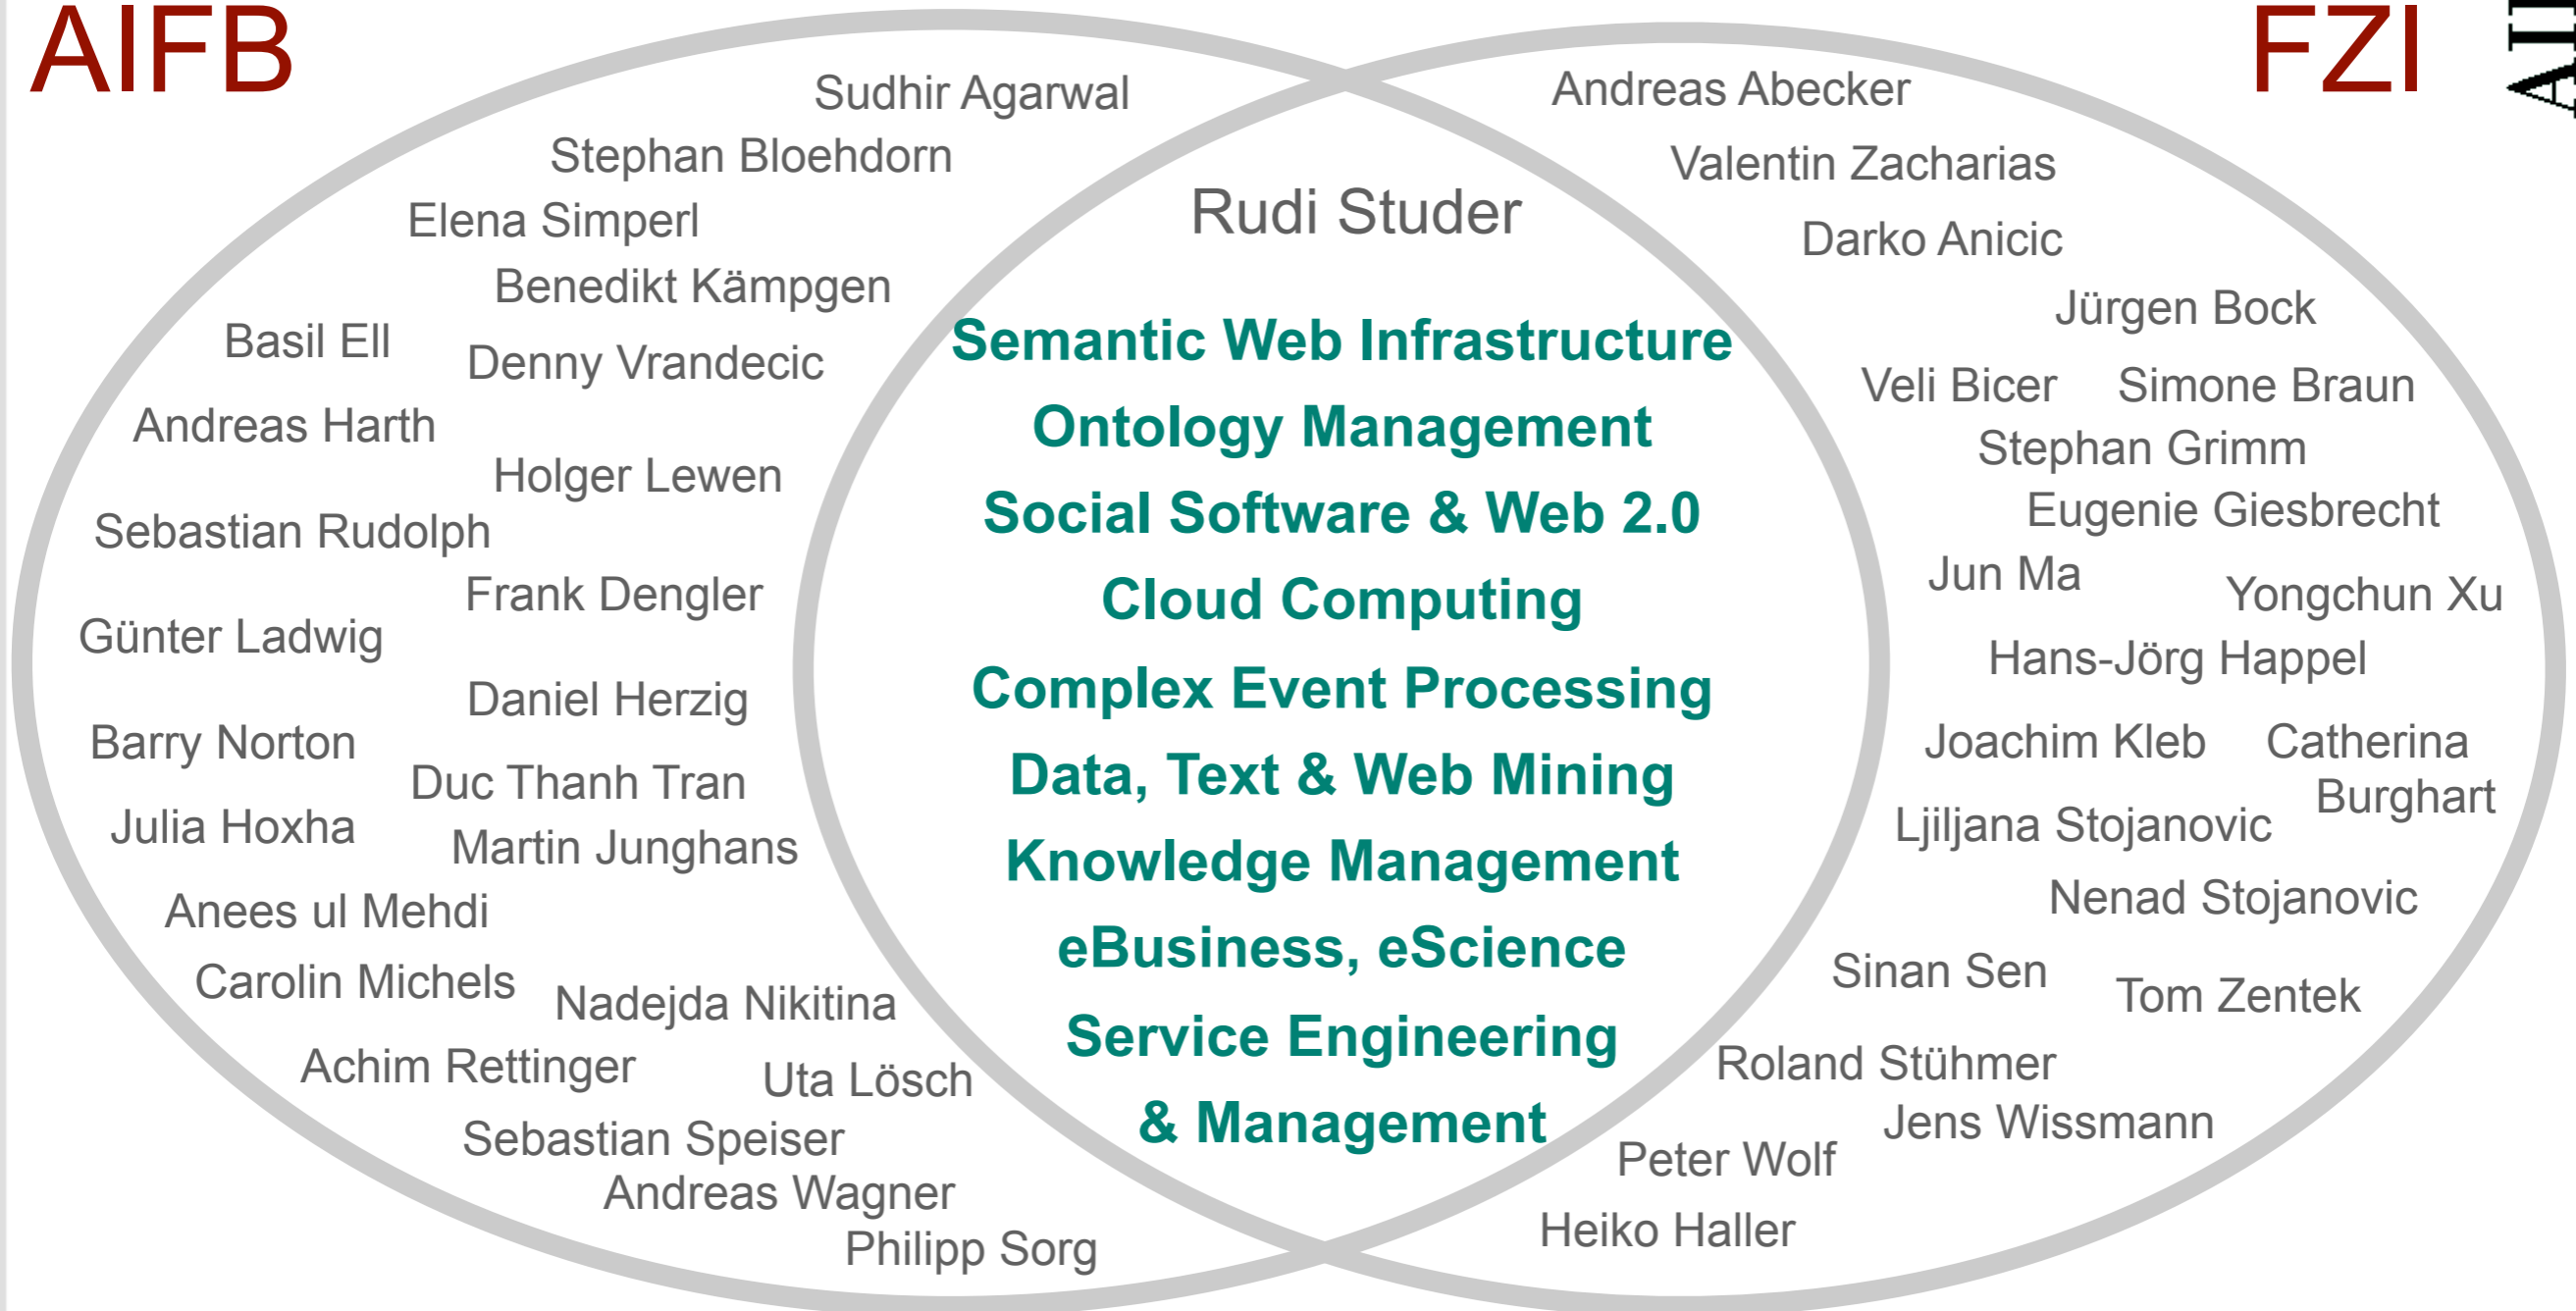 AIFB
FZI
Sudhir Agarwal
Stephan Bloehdorn
Elena Simperl
Benedikt Kämpgen
Basil Ell
Denny Vrandecic
Andreas Harth
Holger Lewen
Sebastian Rudolph
Frank Dengler
Günter Ladwig
Daniel Herzig
Barry Norton
Duc Thanh Tran
Julia Hoxha
Martin Junghans
Anees ul Mehdi
Carolin Michels
Nadejda Nikitina
Achim Rettinger
Uta Lösch
Sebastian Speiser
Andreas Wagner
Philipp Sorg
Rudi Studer
Semantic Web Infrastructure
Ontology Management
Social Software & Web 2.0
Cloud Computing
Complex Event Processing
Data, Text & Web Mining
Knowledge Management
eBusiness, eScience
Service Engineering
& Management
Andreas Abecker
Valentin Zacharias
Darko Anicic
Jürgen Bock
Veli Bicer
Simone Braun
Stephan Grimm
Eugenie Giesbrecht
Jun Ma
Yongchun Xu
Hans-Jörg Happel
Joachim Kleb
Catherina
Burghart
Ljiljana Stojanovic
Nenad Stojanovic
Sinan Sen
Tom Zentek
Roland Stühmer
Jens Wissmann
Peter Wolf
Heiko Haller